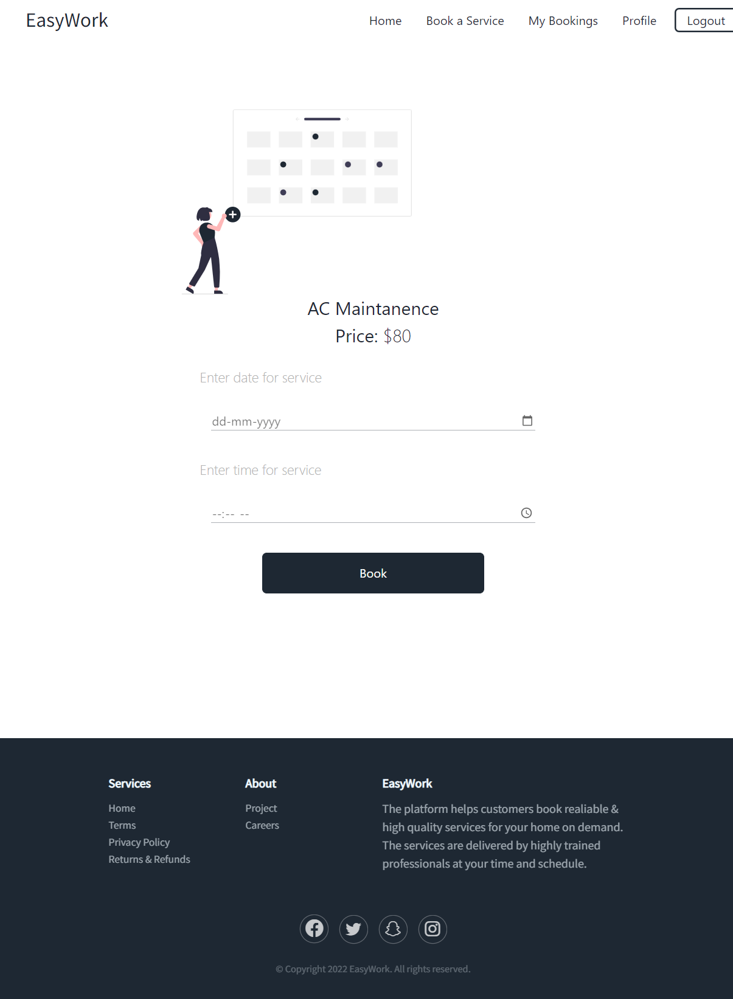 EasyWork
Home Book a Service My Bookings Profile Logout
AC Maintanence
Price: $80
Enter date for service
dd-mm-yyyy
Enter time for service
--:-- --
Book
Services
Home
Terms
Privacy Policy
Returns & Refunds
About
Project
Careers
EasyWork
The platform helps customers book realiable &
high quality services for your home on demand.
The services are delivered by highly trained
professionals at your time and schedule.
© Copyright 2022 EasyWork. All rights reserved.